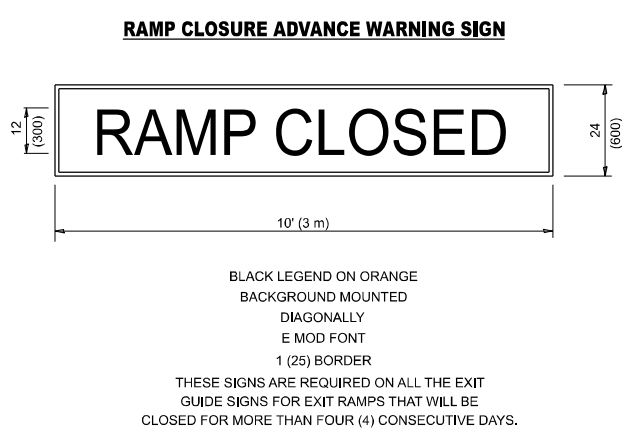 RAMP CLOSURE ADVANCE WARNING SIGN
RAMP CLOSED
12
(300)
24
(600)
10' (3 m)
BLACK LEGEND ON ORANGE
BACKGROUND MOUNTED
DIAGONALLY
E MOD FONT
1 (25) BORDER
THESE SIGNS ARE REQUIRED ON ALL THE EXIT
GUIDE SIGNS FOR EXIT RAMPS THAT WILL BE
CLOSED FOR MORE THAN FOUR (4) CONSECUTIVE DAYS.